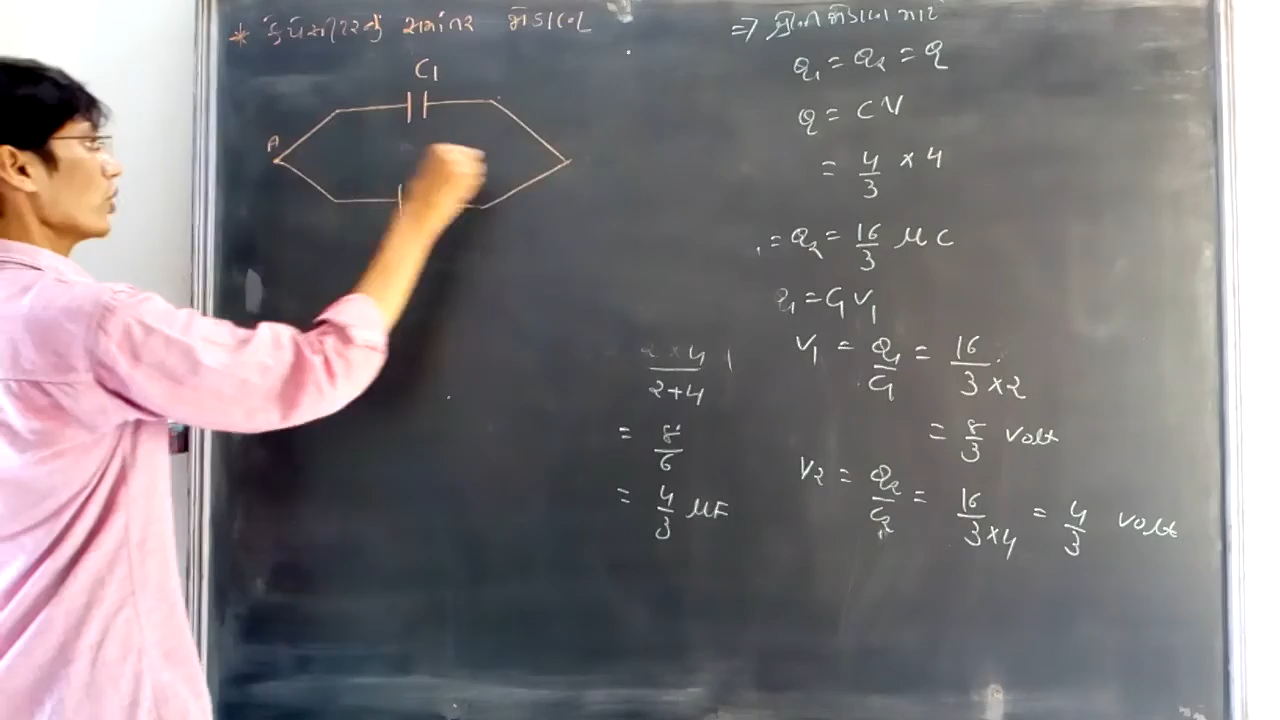 * કેપેસીટરનું સમાંતર જોડાણ
C₁
A
⇒ શ્રેણી જોડાણ માટે
Q₁ = Q₂ = Q
Q = CV
= 4/3 × 4
= Q₂ = 16/3 μC
Q₁ = C₁V₁
V₁ = Q₁/C₁ = 16/3×2
= 8/3 volt
V₂ = Q₂/C₂ = 16/3×4 = 4/3 volt
2×4/2+4
= 8/6
= 4/3 μF